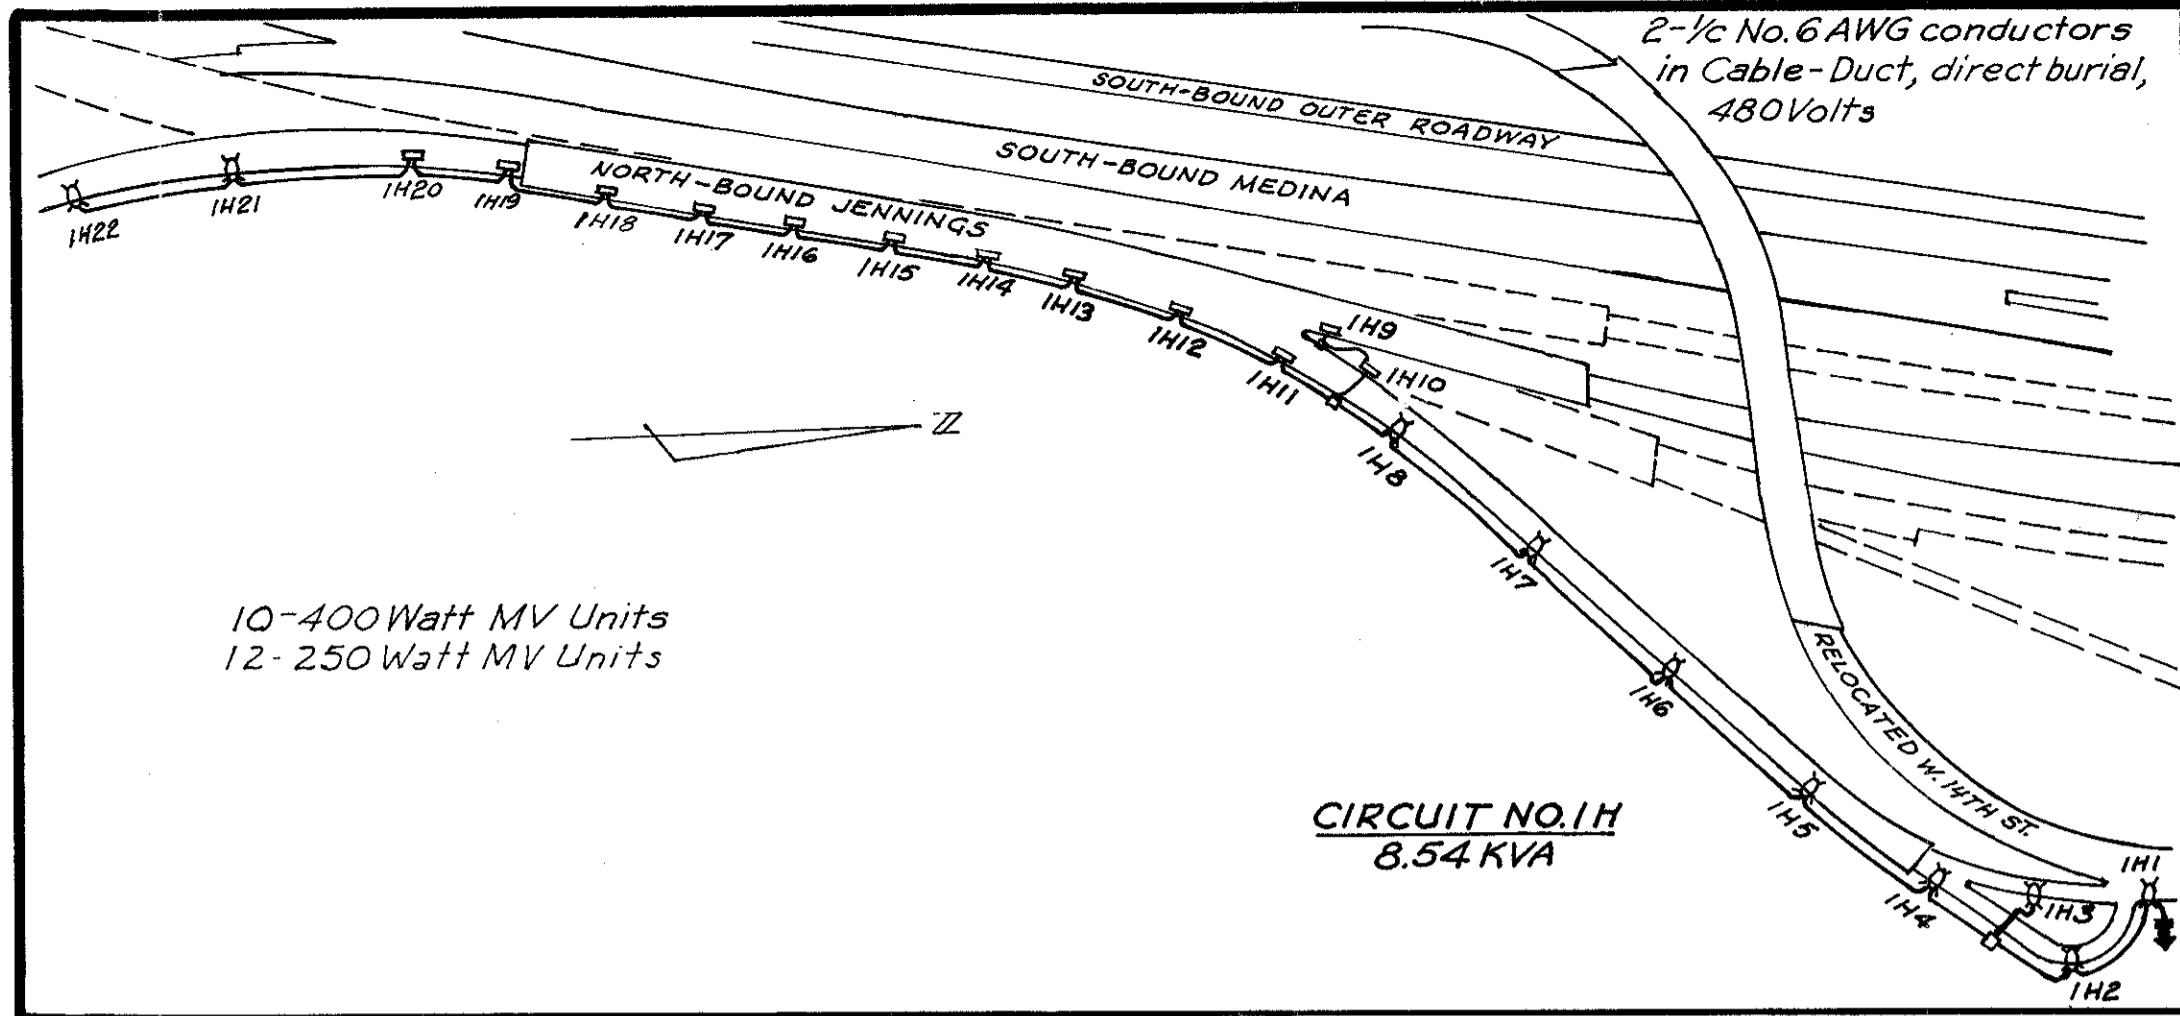 2-1/c No.6 AWG conductors
in Cable-Duct, direct burial,
480 Volts
SOUTH-BOUND OUTER ROADWAY
SOUTH-BOUND MEDINA
NORTH-BOUND JENNINGS
1H22
1H21
1H20
1H19
1H18
1H17
1H16
1H15
1H14
1H13
1H12
1H11
1H9
1H10
1H8
1H7
1H6
1H5
1H4
1H3
1H1
1H2
N
10-400 Watt MV Units
12-250 Watt MV Units
RELOCATED W. 14TH ST.
CIRCUIT NO. 1H
8.54 KVA